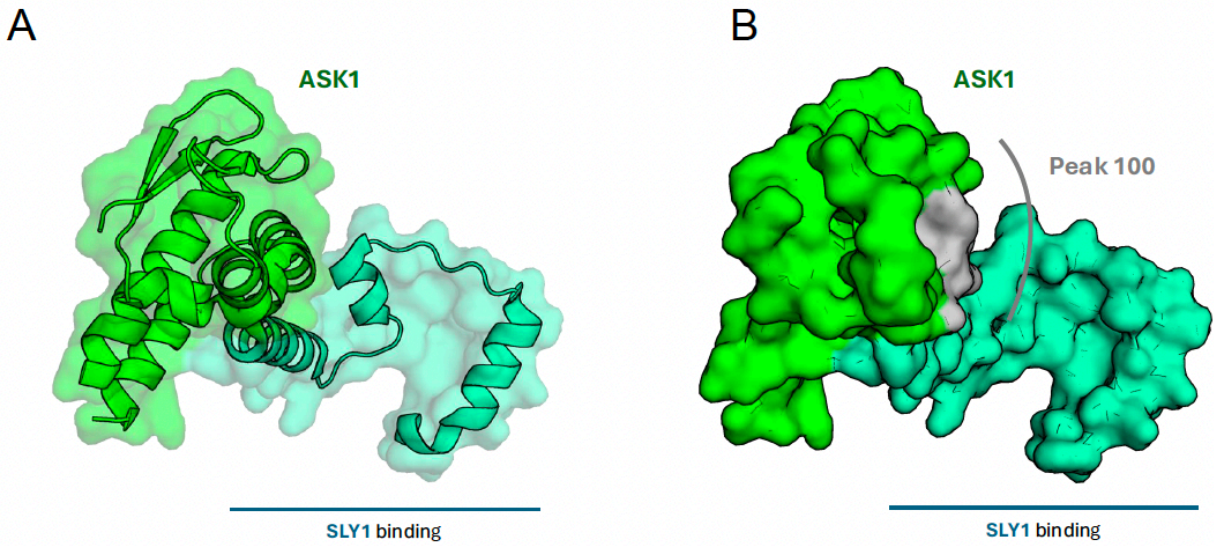 A
B
ASK1
ASK1
Peak 100
SLY1 binding
SLY1 binding